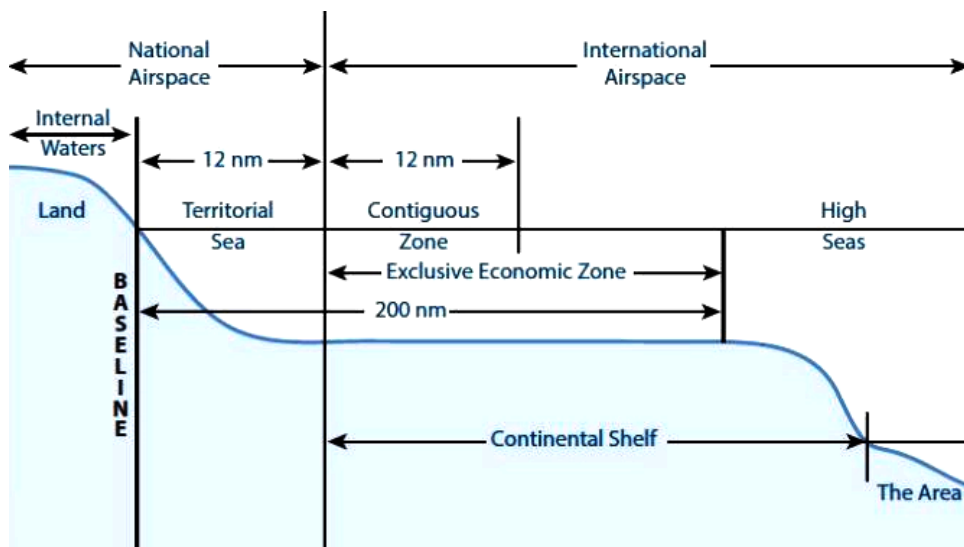 National
Airspace
International
Airspace
Internal
Waters
12 nm
12 nm
Land
Territorial
Sea
Contiguous
Zone
High
Seas
Exclusive Economic Zone
200 nm
BASELINE
Continental Shelf
The Area